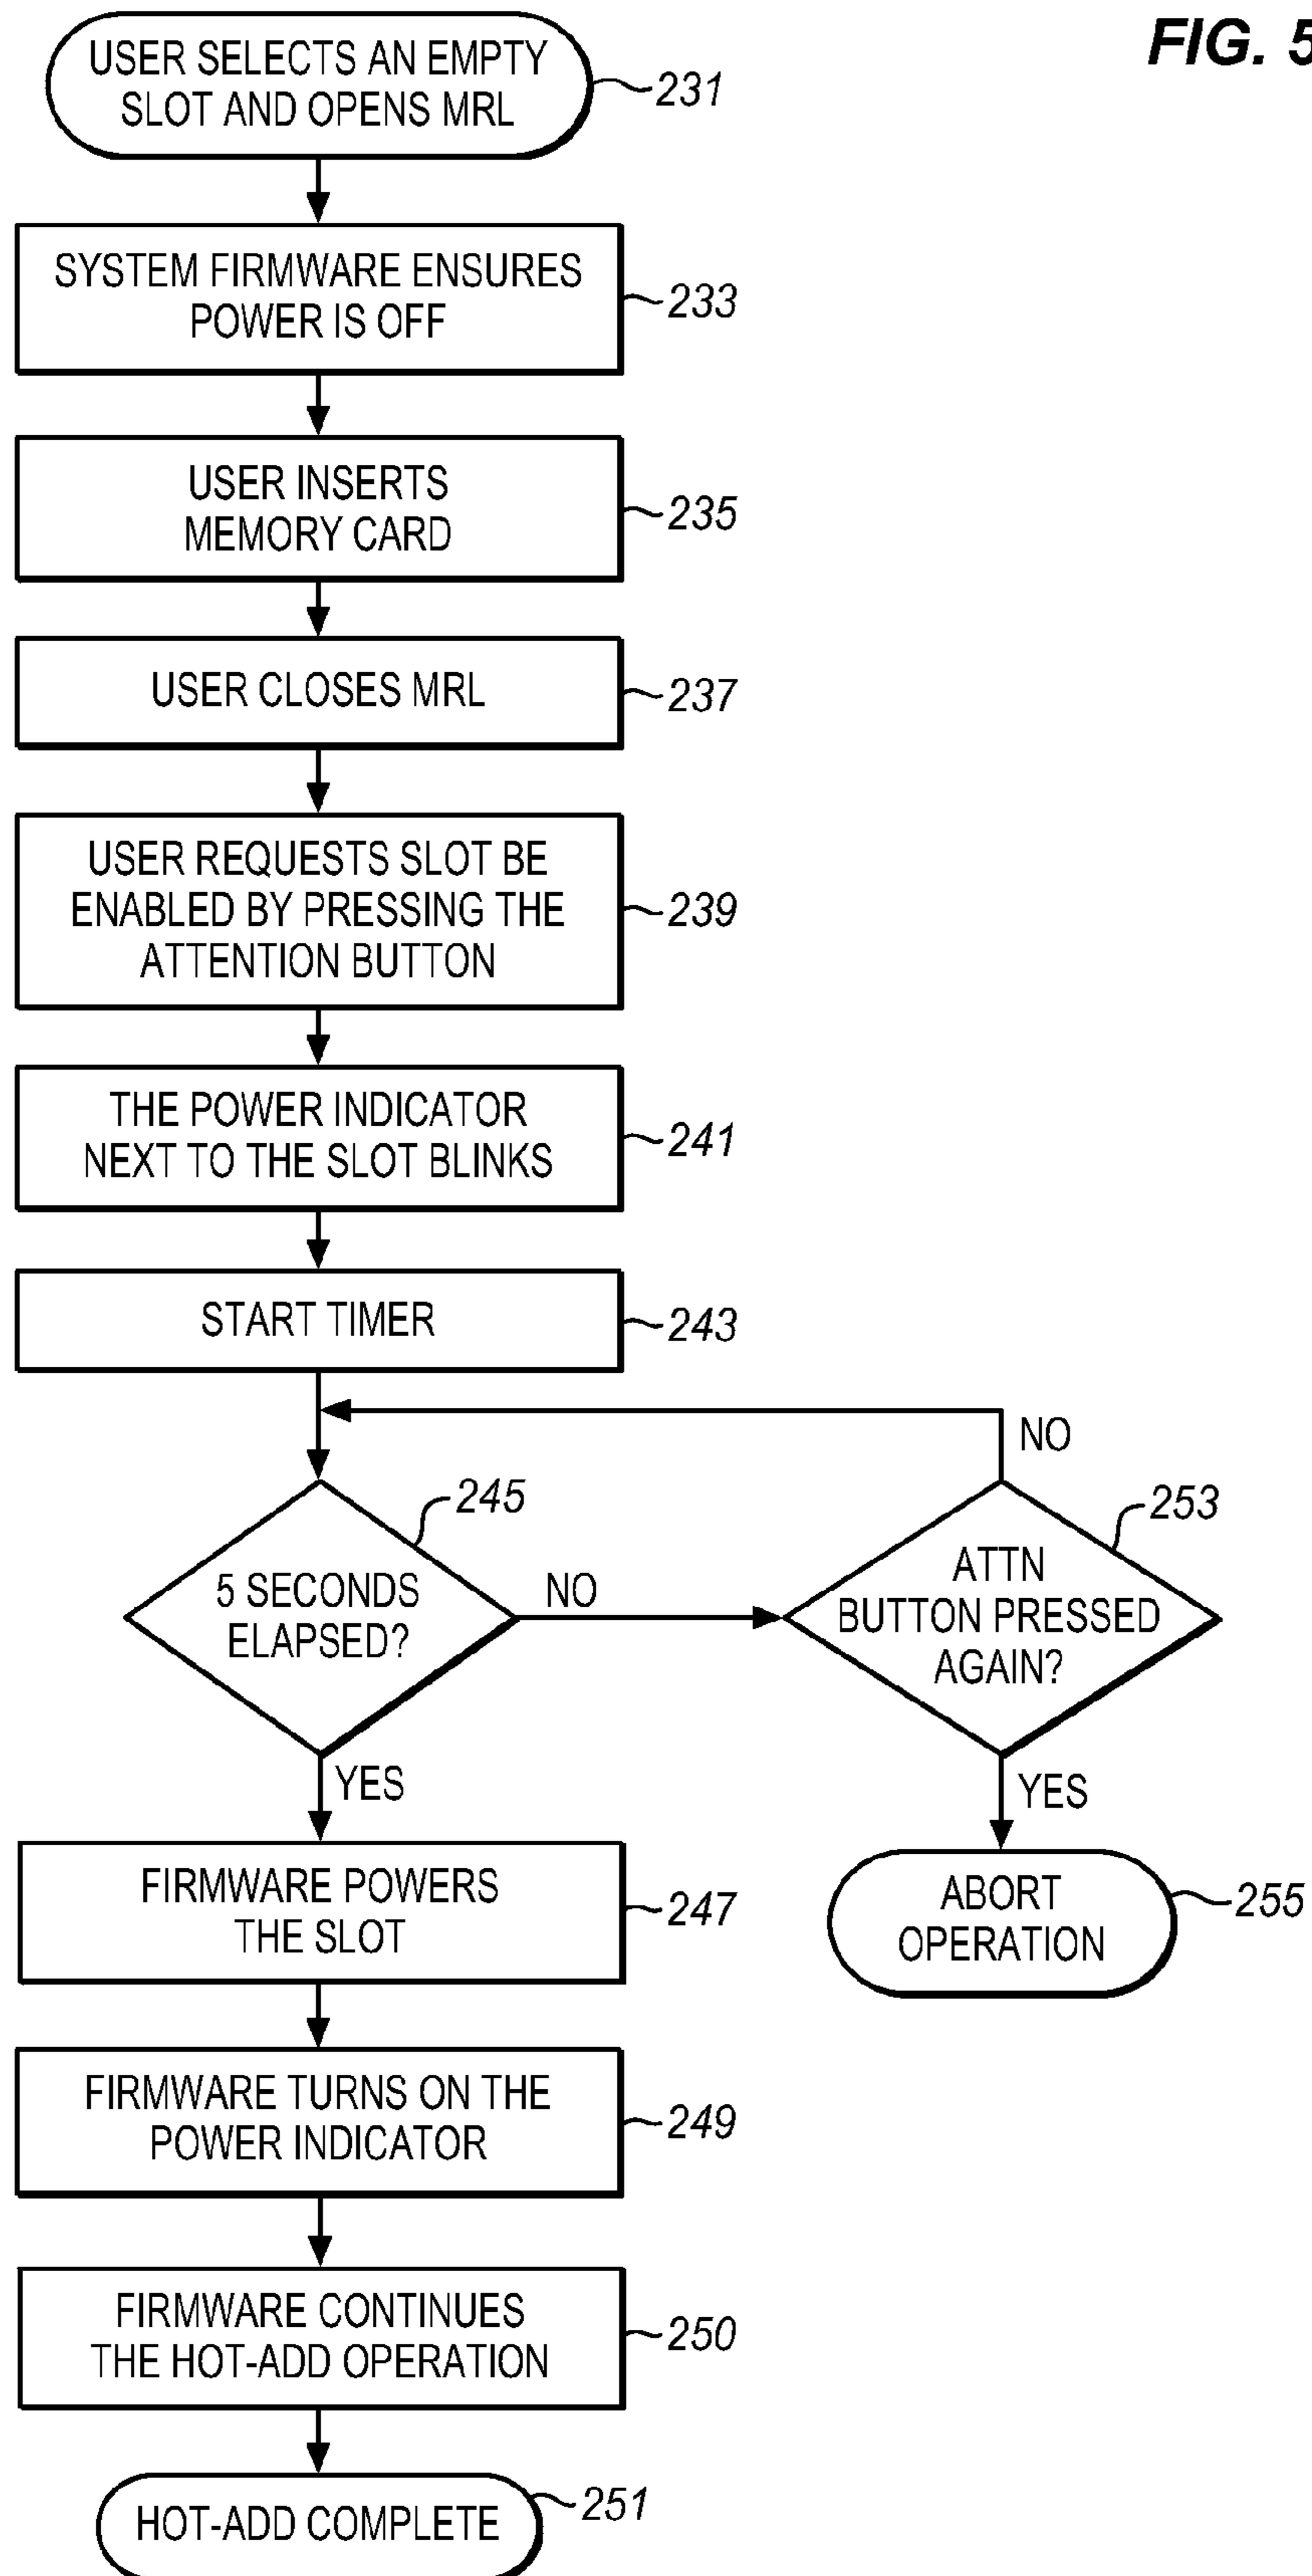 FIG. 5
USER SELECTS AN EMPTY
SLOT AND OPENS MRL
231
SYSTEM FIRMWARE ENSURES
POWER IS OFF
233
USER INSERTS
MEMORY CARD
235
USER CLOSES MRL
237
USER REQUESTS SLOT BE
ENABLED BY PRESSING THE
ATTENTION BUTTON
239
THE POWER INDICATOR
NEXT TO THE SLOT BLINKS
241
START TIMER
243
5 SECONDS
ELAPSED?
245
NO
YES
ATTN
BUTTON PRESSED
AGAIN?
253
NO
YES
ABORT
OPERATION
255
FIRMWARE POWERS
THE SLOT
247
FIRMWARE TURNS ON THE
POWER INDICATOR
249
FIRMWARE CONTINUES
THE HOT-ADD OPERATION
250
HOT-ADD COMPLETE
251